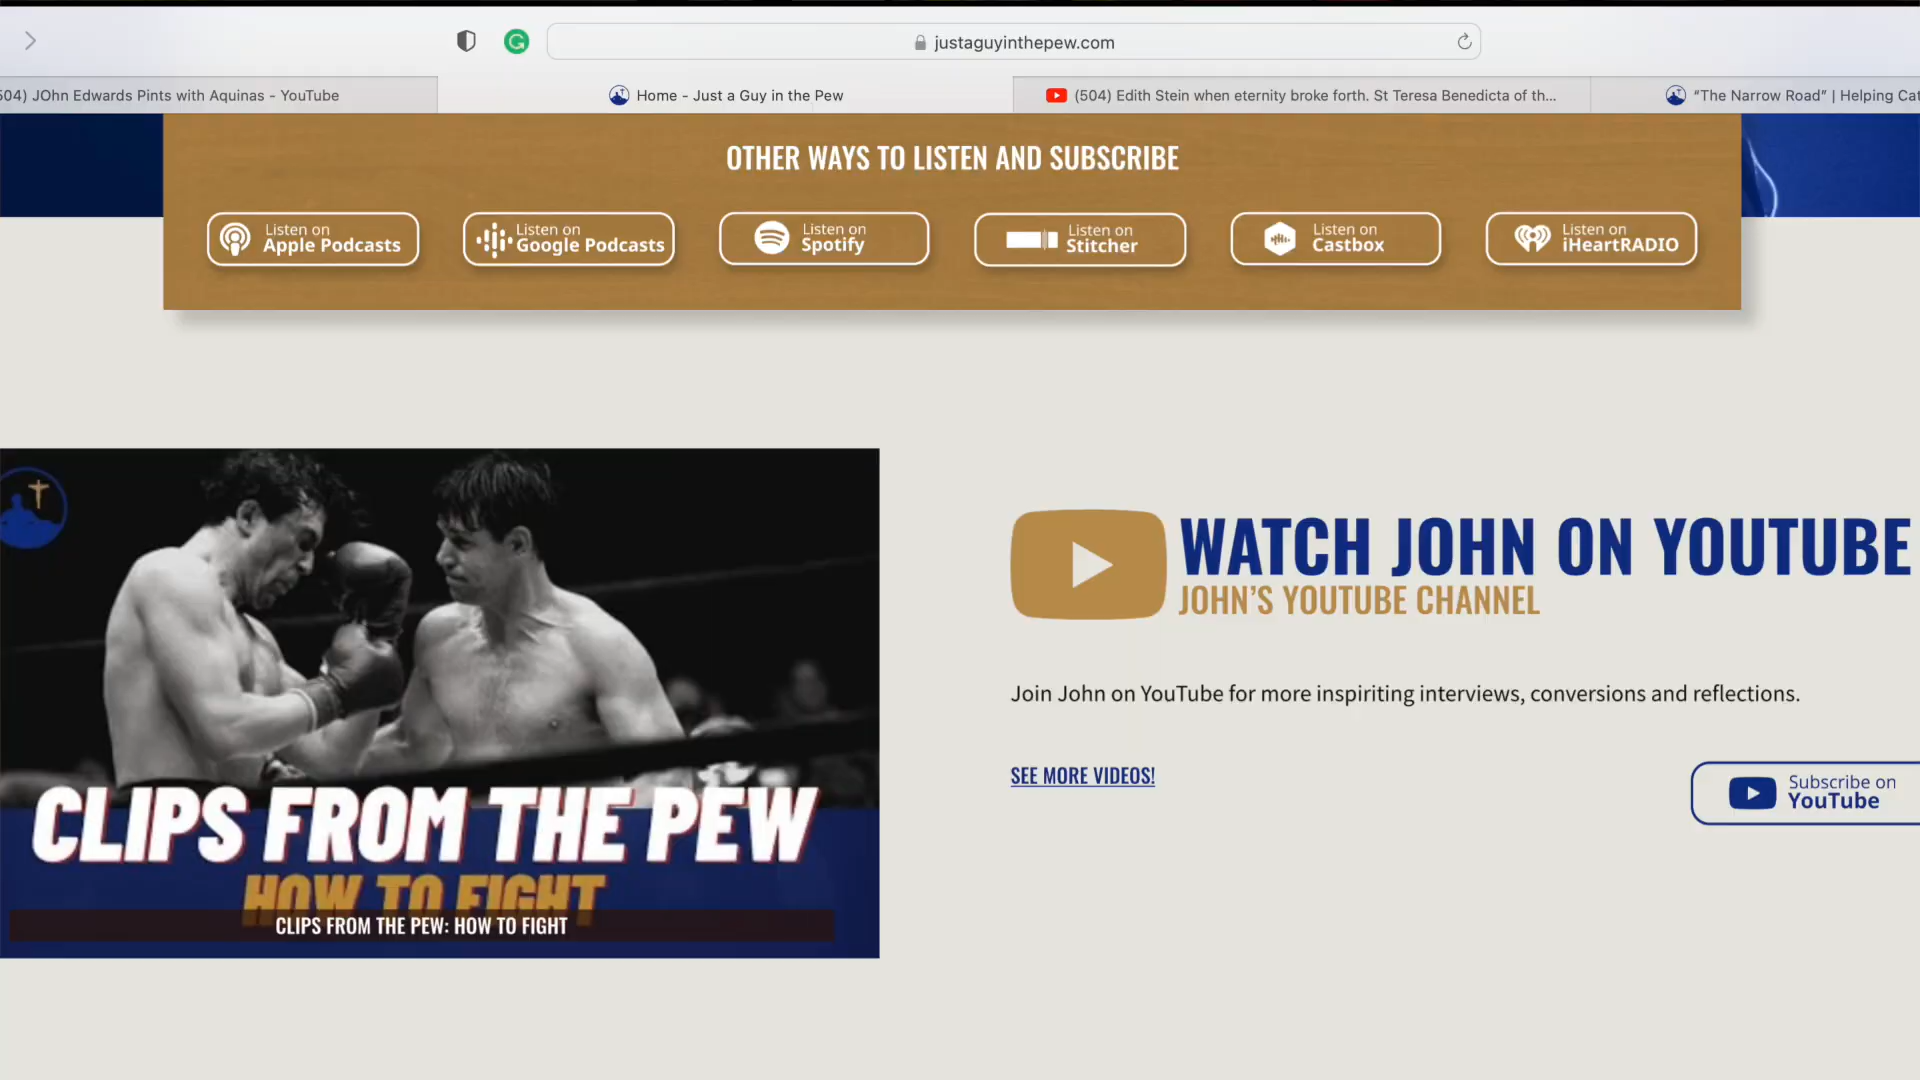 justaguyinthepew.com
504) JOhn Edwards Pints with Aquinas - YouTube
Home - Just a Guy in the Pew
(504) Edith Stein when eternity broke forth. St Teresa Benedicta of th...
“The Narrow Road” | Helping Cat
OTHER WAYS TO LISTEN AND SUBSCRIBE
Listen on
Apple Podcasts
Listen on
Google Podcasts
Listen on
Spotify
Listen on
Stitcher
Listen on
Castbox
Listen on
iHeartRADIO
CLIPS FROM THE PEW
HOW TO FIGHT
CLIPS FROM THE PEW: HOW TO FIGHT
WATCH JOHN ON YOUTUBE
JOHN’S YOUTUBE CHANNEL
Join John on YouTube for more inspiriting interviews, conversions and reflections.
SEE MORE VIDEOS!
Subscribe on
YouTube